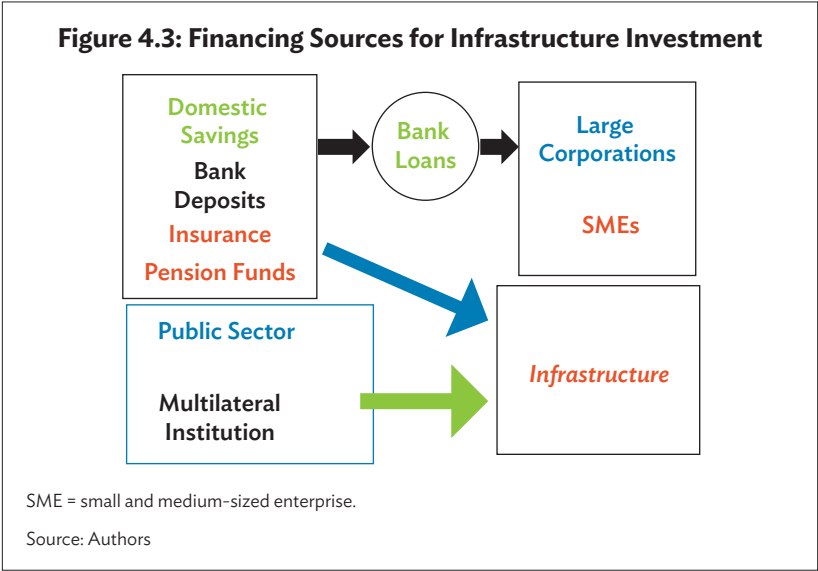 Figure 4.3: Financing Sources for Infrastructure Investment
Domestic
Savings
Bank
Deposits
Insurance
Pension Funds
Bank
Loans
Large
Corporations
SMEs
Public Sector
Multilateral
Institution
Infrastructure
SME = small and medium-sized enterprise.
Source: Authors